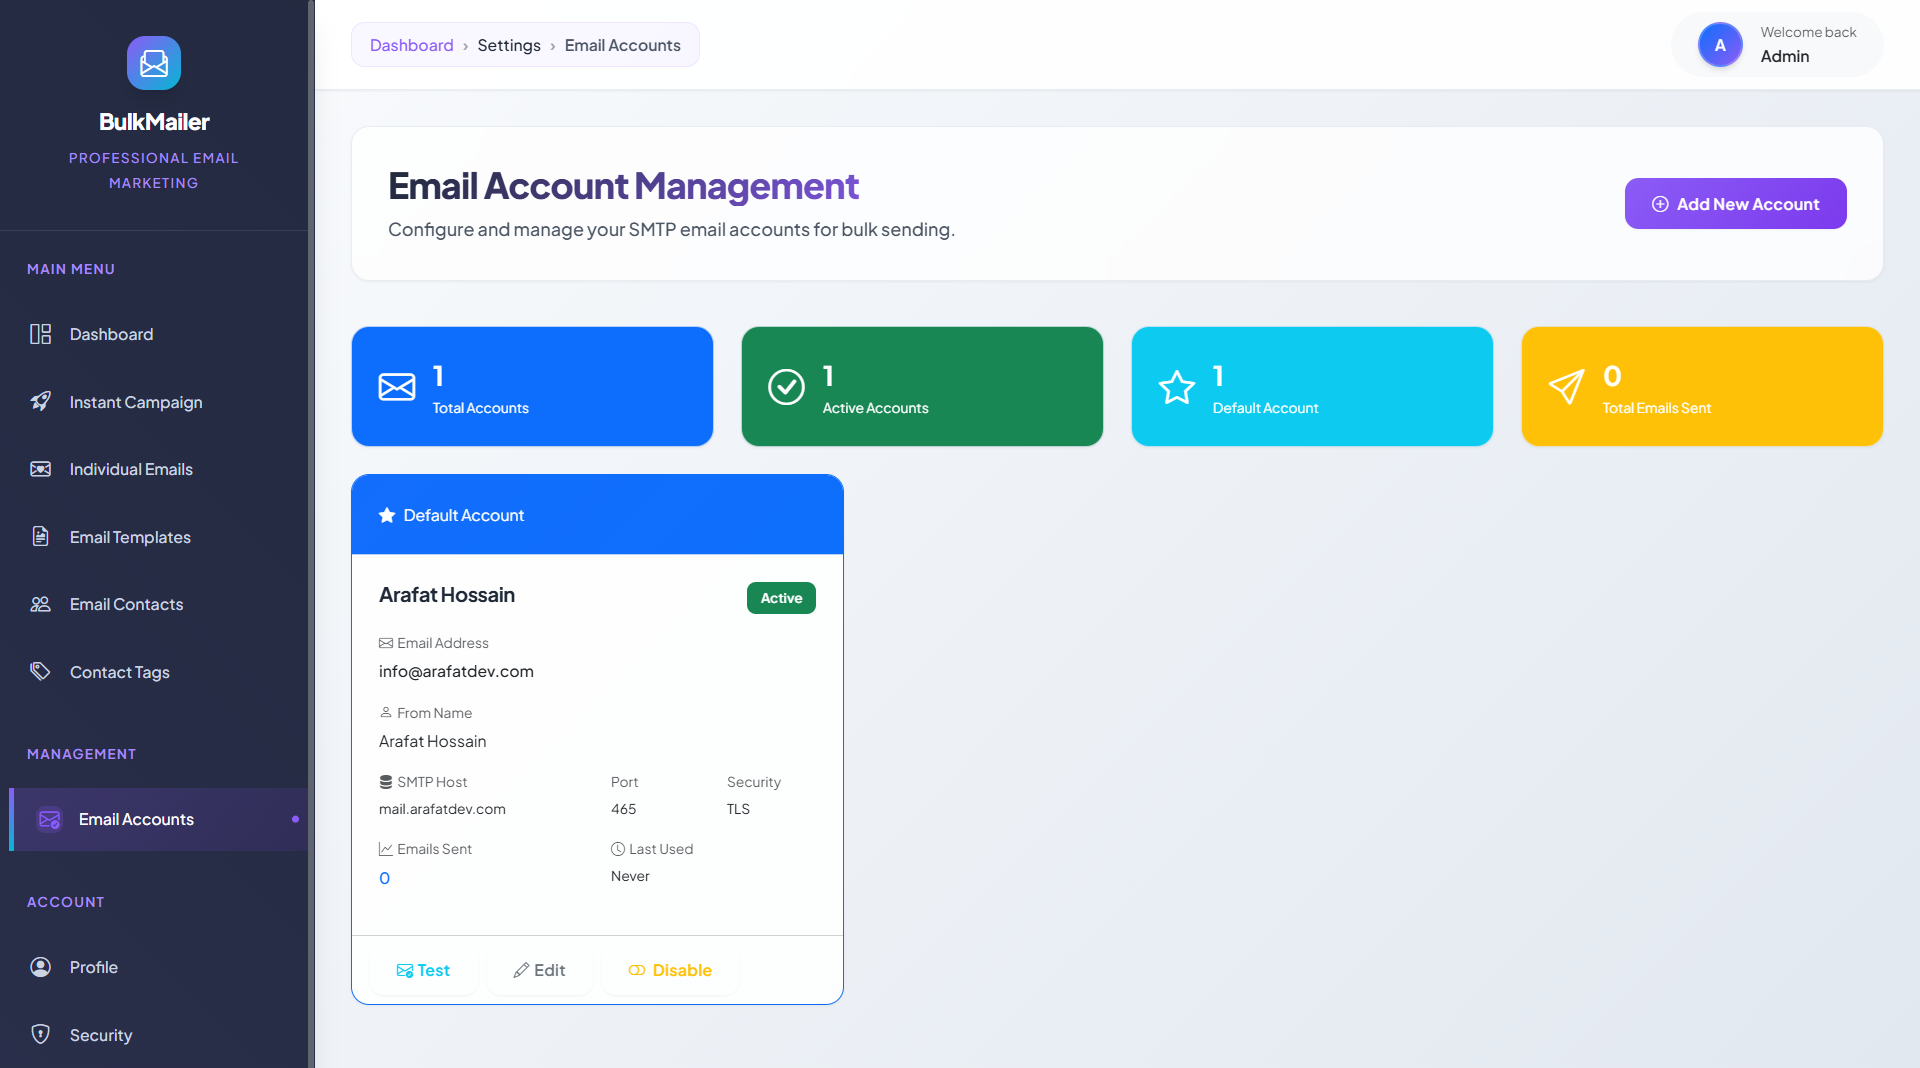 BulkMailer
PROFESSIONAL EMAIL
MARKETING
MAIN MENU
Dashboard
Instant Campaign
Individual Emails
Email Templates
Email Contacts
Contact Tags
MANAGEMENT
Email Accounts
ACCOUNT
Profile
Security
Dashboard › Settings › Email Accounts
A
Welcome back
Admin
Email Account Management
Configure and manage your SMTP email accounts for bulk sending.
Add New Account
1
Total Accounts
1
Active Accounts
1
Default Account
0
Total Emails Sent
Default Account
Arafat Hossain
Active
Email Address
info@arafatdev.com
From Name
Arafat Hossain
SMTP Host Port Security
mail.arafatdev.com 465 TLS
Emails Sent Last Used
0 Never
Test Edit Disable